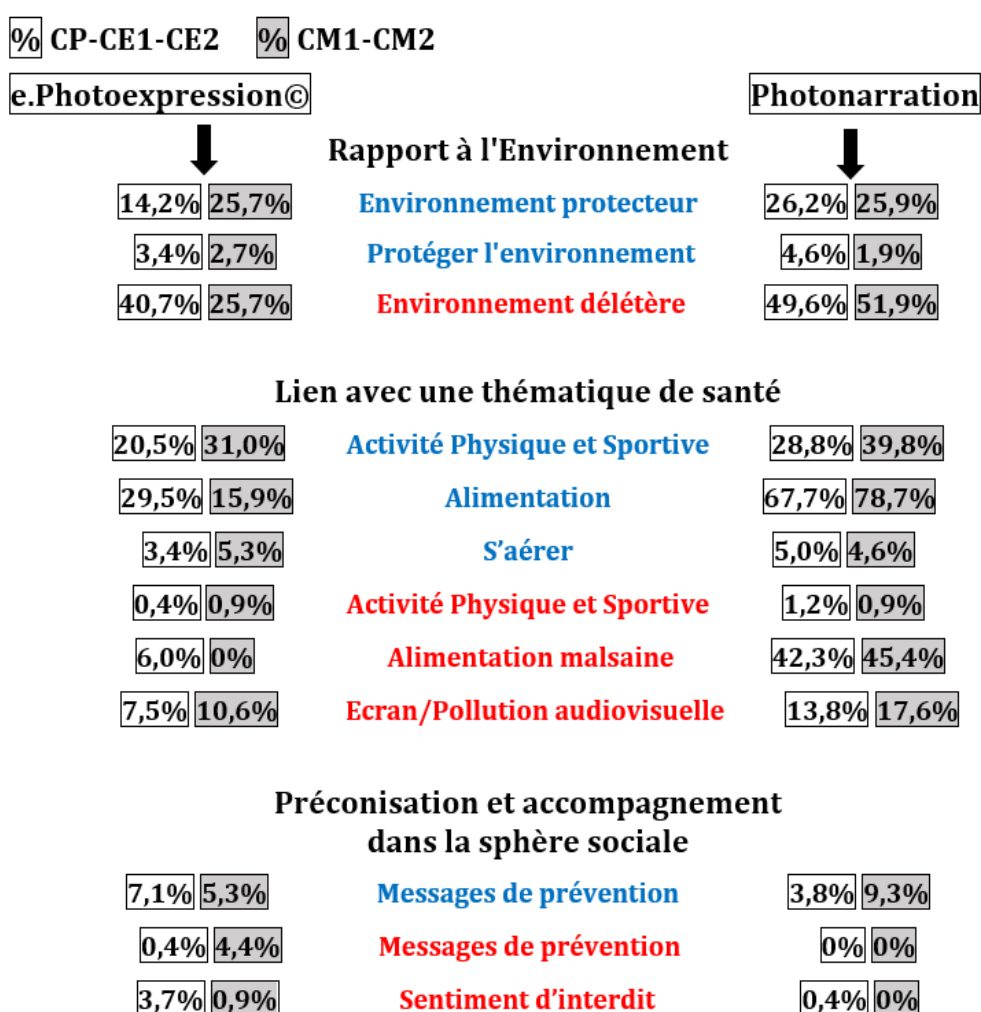 % CP-CE1-CE2 % CM1-CM2
e.Photoexpression© Photonarration
Rapport à l'Environnement
14,2% 25,7% Environnement protecteur 26,2% 25,9%
3,4% 2,7% Protéger l'environnement 4,6% 1,9%
40,7% 25,7% Environnement délétère 49,6% 51,9%
Lien avec une thématique de santé
20,5% 31,0% Activité Physique et Sportive 28,8% 39,8%
29,5% 15,9% Alimentation 67,7% 78,7%
3,4% 5,3% S’aérer 5,0% 4,6%
0,4% 0,9% Activité Physique et Sportive 1,2% 0,9%
6,0% 0% Alimentation malsaine 42,3% 45,4%
7,5% 10,6% Ecran/Pollution audiovisuelle 13,8% 17,6%
Préconisation et accompagnement
dans la sphère sociale
7,1% 5,3% Messages de prévention 3,8% 9,3%
0,4% 4,4% Messages de prévention 0% 0%
3,7% 0,9% Sentiment d’interdit 0,4% 0%